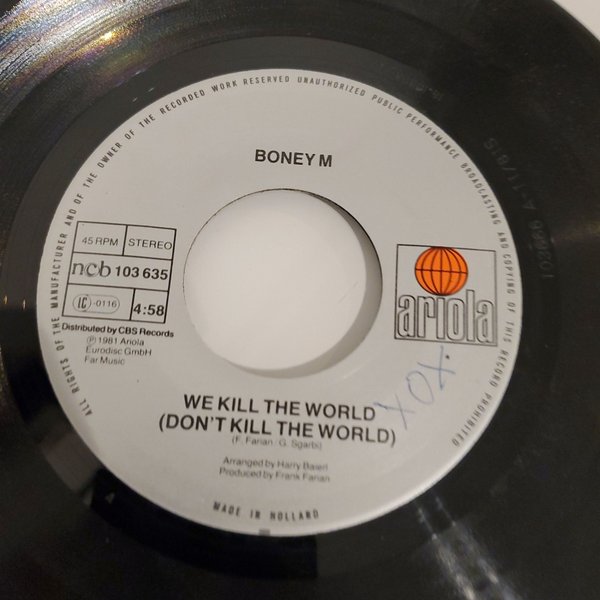 ALL RIGHTS OF THE MANUFACTURER AND OF THE OWNER OF THE RECORDED WORK RESERVED UNAUTHORIZED PUBLIC PERFORMANCE BROADCASTING AND COPYING OF THIS RECORD PROHIBITED
BONEY M
45 RPM STEREO
ncb 103 635
IC -0116 4:58
Distributed by CBS Records
Ⓟ 1981 Ariola
Eurodisc GmbH
Far Music
ariola
XOX.
WE KILL THE WORLD
(DON'T KILL THE WORLD)
(F. Farian/G. Sgarbi)
Arranged by Harry Baierl
Produced by Frank Farian
MADE IN HOLLAND